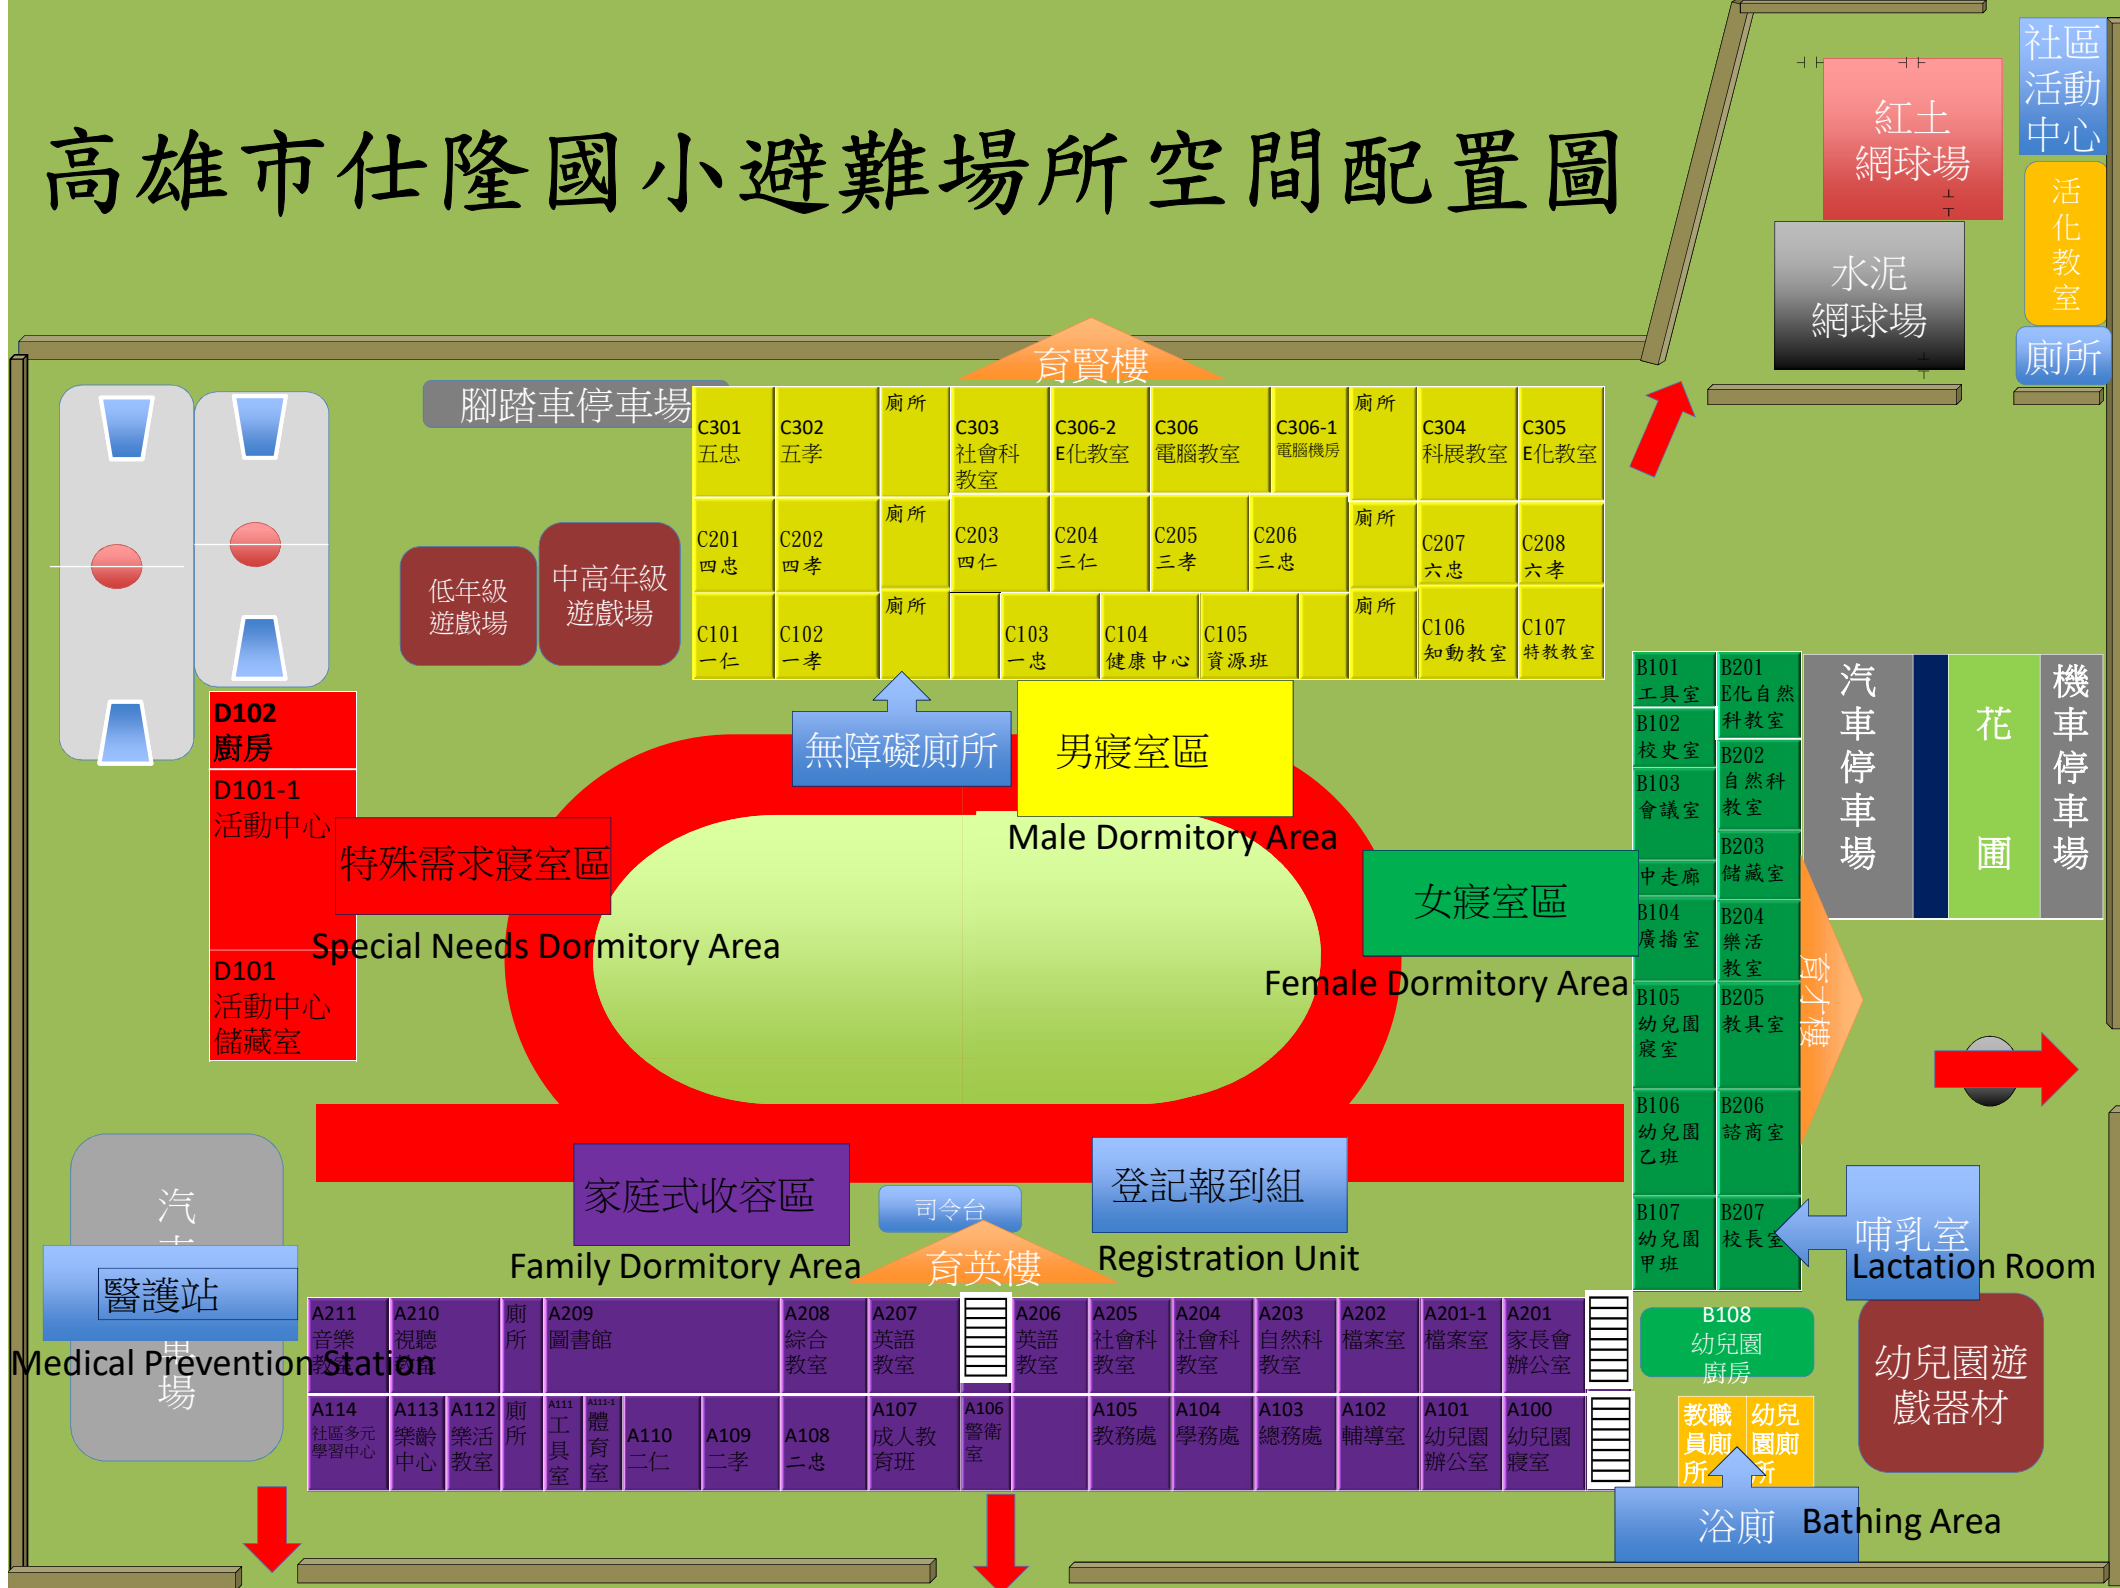 高雄市仕隆國小避難場所空間配置圖
社區
活動
中心
紅土
網球場
活
化
教
室
水泥
網球場
廁所
育賢樓
腳踏車停車場
C301
五忠
C302
五孝
廁所
C303
社會科
教室
C306-2
E化教室
C306
電腦教室
C306-1
電腦機房
廁所
C304
科展教室
C305
E化教室
C201
四忠
C202
四孝
廁所
C203
四仁
C204
三仁
C205
三孝
C206
三忠
廁所
C207
六忠
C208
六孝
C101
一仁
C102
一孝
廁所
C103
一忠
C104
健康中心
C105
資源班
廁所
C106
知動教室
C107
特教教室
低年級
遊戲場
中高年級
遊戲場
無障礙廁所
男寢室區
Male Dormitory Area
D102
廚房
D101-1
活動中心
D101
活動中心
儲藏室
特殊需求寢室區
Special Needs Dormitory Area
女寢室區
Female Dormitory Area
B101
工具室
B102
校史室
B103
會議室
中走廊
B104
廣播室
B105
幼兒園
寢室
B106
幼兒園
乙班
B107
幼兒園
甲班
B201
E化自然
科教室
B202
自然科
教室
B203
儲藏室
B204
樂活
教室
B205
教具室
B206
諮商室
B207
校長室
育才樓
汽
車
停
車
場
花
圃
機
車
停
車
場
家庭式收容區
Family Dormitory Area
司令台
育英樓
登記報到組
Registration Unit
哺乳室
Lactation Room
汽
車
場
醫護站
Medical Prevention Station
A211
音樂
教室
A210
視聽
教室
廁
所
A209
圖書館
A208
綜合
教室
A207
英語
教室
A206
英語
教室
A205
社會科
教室
A204
社會科
教室
A203
自然科
教室
A202
檔案室
A201-1
檔案室
A201
家長會
辦公室
A114
社區多元
學習中心
A113
樂齡
中心
A112
樂活
教室
廁
所
A111
工
具
室
A111-1
體
育
室
A110
二仁
A109
二孝
A108
二忠
A107
成人教
育班
A106
警衛
室
A105
教務處
A104
學務處
A103
總務處
A102
輔導室
A101
幼兒園
辦公室
A100
幼兒園
寢室
B108
幼兒園
廚房
教職
員廁
所
幼兒
園廁
所
幼兒園遊
戲器材
浴廁
Bathing Area